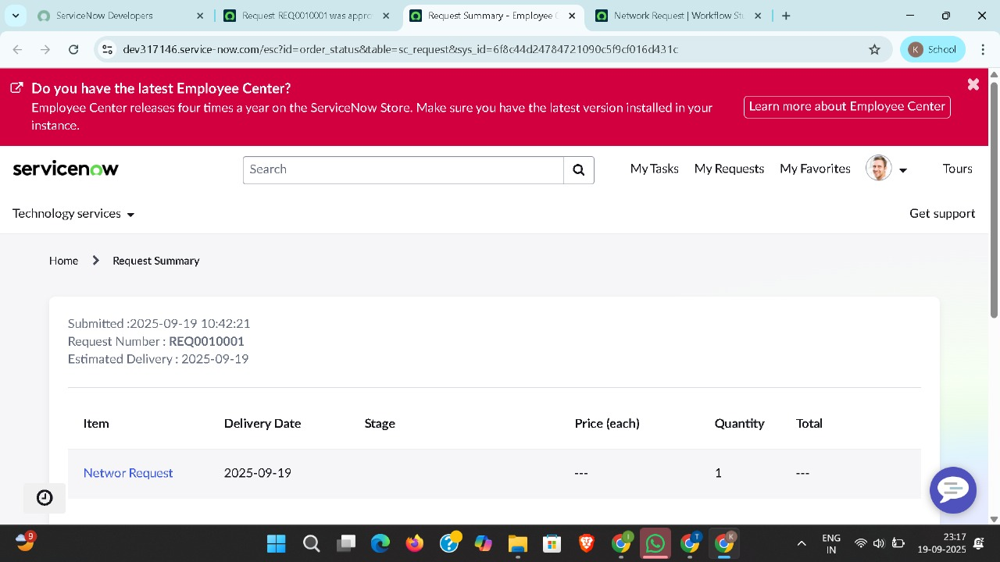 ServiceNow Developers
Request REQ0010001 was appro
Request Summary - Employee C
Network Request | Workflow St
dev317146.service-now.com/esc?id=order_status&table=sc_request&sys_id=6f8c44d24784721090c5f9cf016d431c
K School
Do you have the latest Employee Center?
Employee Center releases four times a year on the ServiceNow Store. Make sure you have the latest version installed in your
instance.
Learn more about Employee Center
servicenow
Search
My Tasks My Requests My Favorites Tours
Technology services
Get support
Home Request Summary
Submitted :2025-09-19 10:42:21
Request Number : REQ0010001
Estimated Delivery : 2025-09-19
Item Delivery Date Stage Price (each) Quantity Total
Networ Request 2025-09-19 --- 1 ---
9
I
T
K
ENG
IN
23:17
19-09-2025